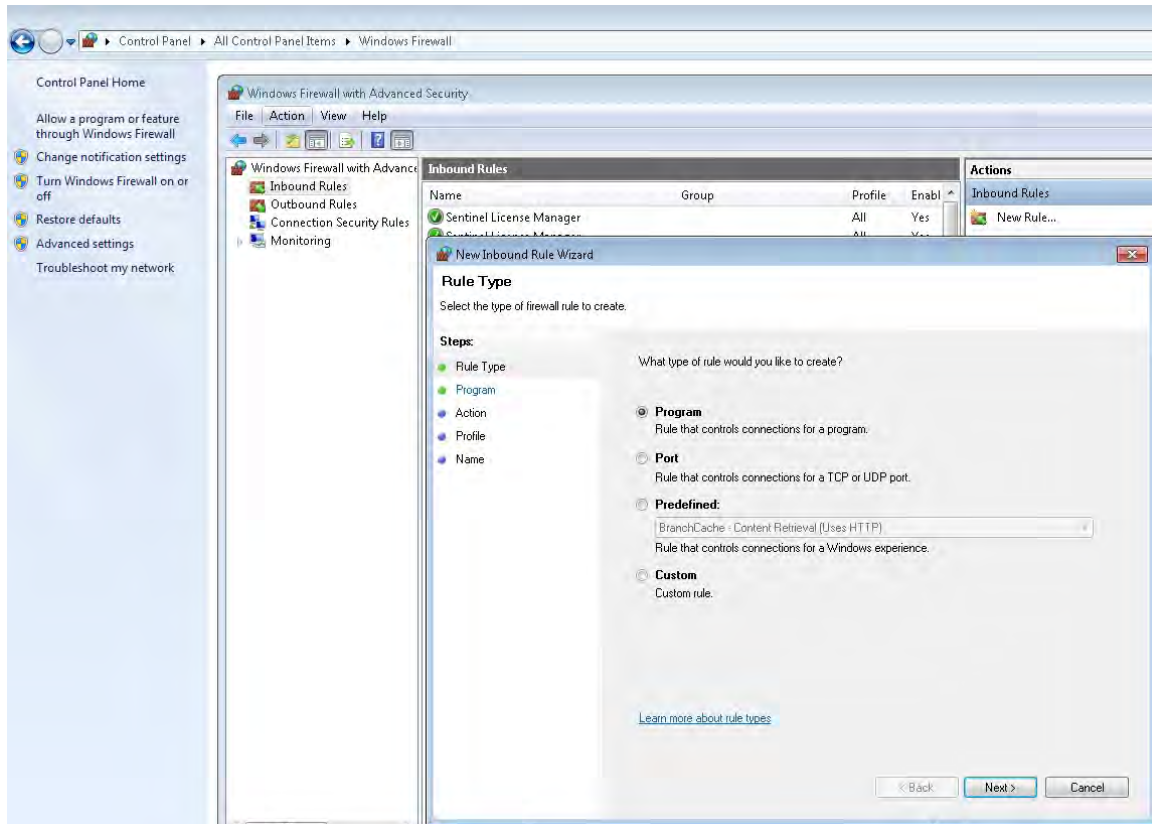 Control Panel ▸ All Control Panel Items ▸ Windows Firewall
Control Panel Home
Allow a program or feature
through Windows Firewall
Change notification settings
Turn Windows Firewall on or
off
Restore defaults
Advanced settings
Troubleshoot my network
Windows Firewall with Advanced Security
File Action View Help
Windows Firewall with Advance
Inbound Rules
Outbound Rules
Connection Security Rules
Monitoring
Inbound Rules
Name Group Profile Enabl
Sentinel License Manager All Yes
Sentinel License Manager All Yes
Actions
Inbound Rules
New Rule...
New Inbound Rule Wizard
Rule Type
Select the type of firewall rule to create.
Steps:
Rule Type
Program
Action
Profile
Name
What type of rule would you like to create?
Program
Rule that controls connections for a program.
Port
Rule that controls connections for a TCP or UDP port.
Predefined:
BranchCache - Content Retrieval (Uses HTTP)
Rule that controls connections for a Windows experience.
Custom
Custom rule.
Learn more about rule types
< Back Next > Cancel